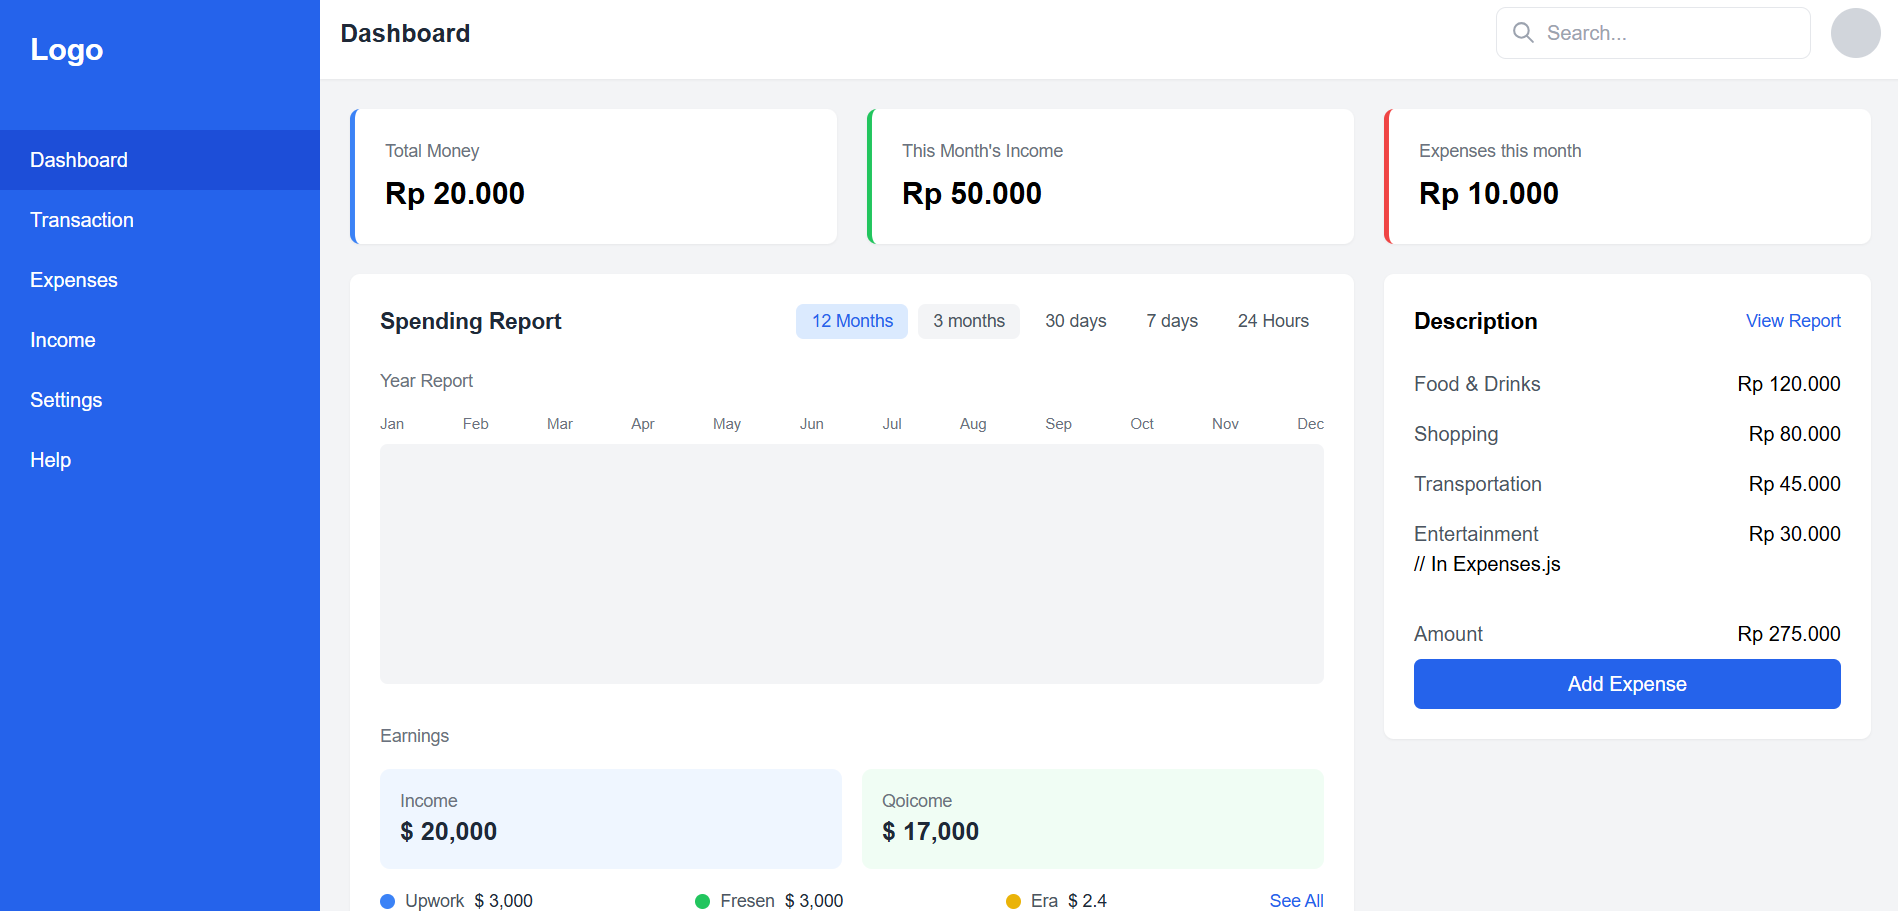 Logo
Dashboard
Transaction
Expenses
Income
Settings
Help
Dashboard
Search...
Total Money
Rp 20.000
This Month's Income
Rp 50.000
Expenses this month
Rp 10.000
Spending Report
12 Months 3 months 30 days 7 days 24 Hours
Year Report
Jan Feb Mar Apr May Jun Jul Aug Sep Oct Nov Dec
Earnings
Income
$ 20,000
Qoicome
$ 17,000
Upwork $ 3,000 Fresen $ 3,000 Era $ 2.4 See All
Description View Report
Food & Drinks Rp 120.000
Shopping Rp 80.000
Transportation Rp 45.000
Entertainment Rp 30.000
// In Expenses.js
Amount Rp 275.000
Add Expense